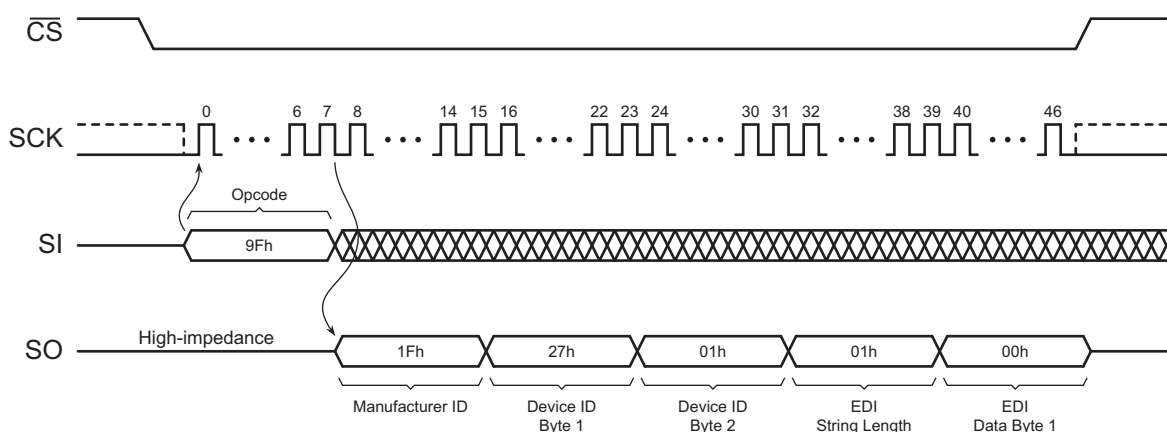 CS
SCK
0 6 7 8 14 15 16 22 23 24 30 31 32 38 39 40 46
Opcode
SI
9Fh
SO
High-impedance
1Fh 27h 01h 01h 00h
Manufacturer ID Device ID Device ID EDI EDI
Byte 1 Byte 2 String Length Data Byte 1